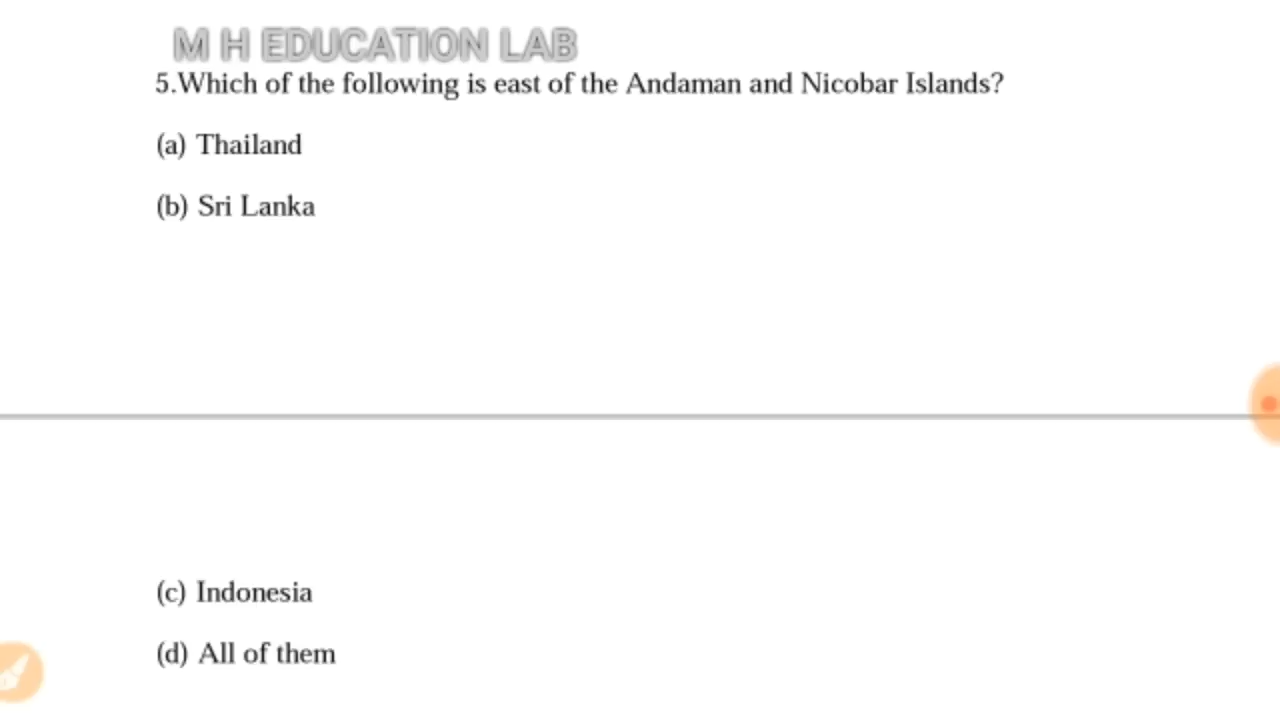 M H EDUCATION LAB
5.Which of the following is east of the Andaman and Nicobar Islands?
(a) Thailand
(b) Sri Lanka
(c) Indonesia
(d) All of them